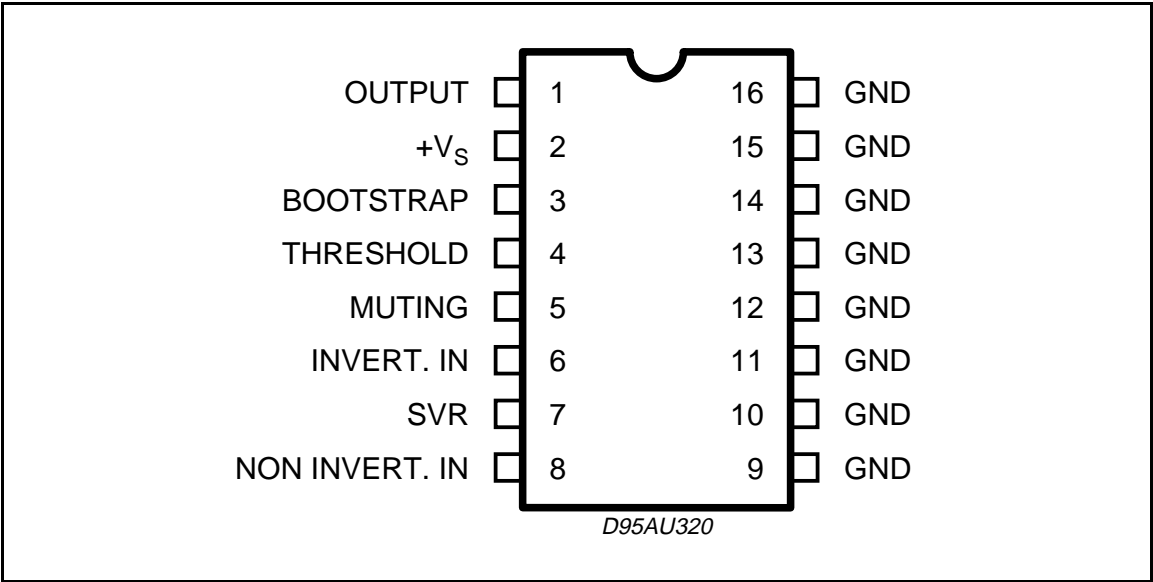 OUTPUT 1 16 GND
+VS 2 15 GND
BOOTSTRAP 3 14 GND
THRESHOLD 4 13 GND
MUTING 5 12 GND
INVERT. IN 6 11 GND
SVR 7 10 GND
NON INVERT. IN 8 9 GND
D95AU320